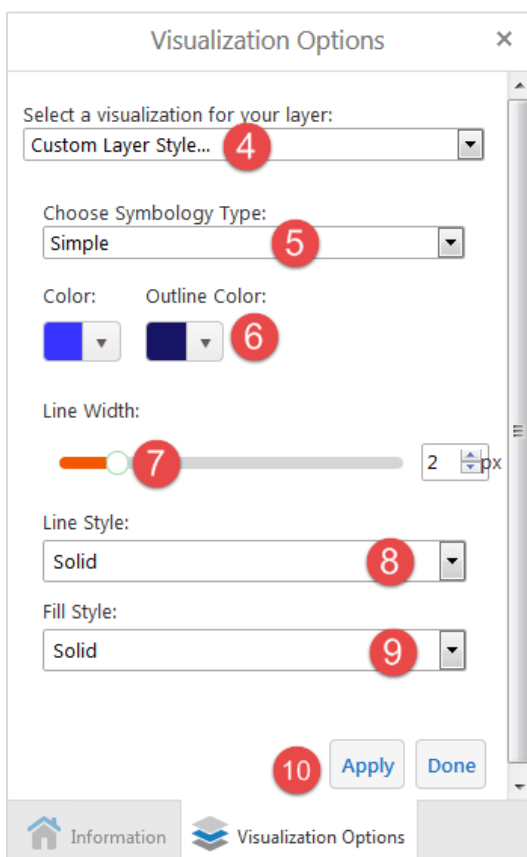 Visualization Options
Select a visualization for your layer:
Custom Layer Style... 4
Choose Symbology Type:
Simple 5
Color: Outline Color:
6
Line Width:
7 2 px
Line Style:
Solid 8
Fill Style:
Solid 9
10 Apply Done
Information Visualization Options